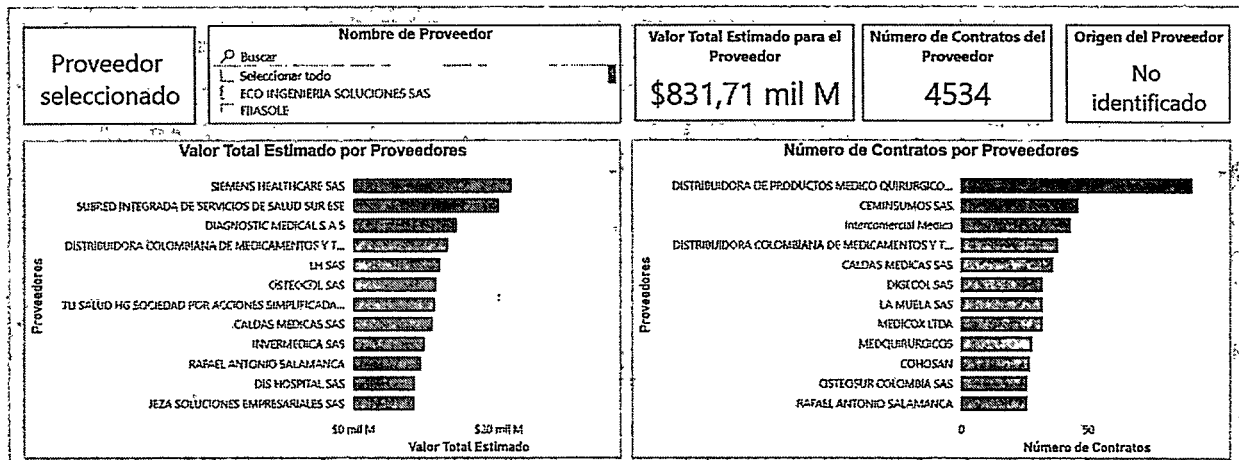 Proveedor
seleccionado
Nombre de Proveedor
Buscar
Seleccionar todo
ECO INGENIERIA SOLUCIONES SAS
FIIASOLE
Valor Total Estimado para el
Proveedor
$831,71 mil M
Número de Contratos del
Proveedor
4534
Origen del Proveedor
No
identificado
Valor Total Estimado por Proveedores
Proveedores
SIEMENS HEALTHCARE SAS
SUBRED INTEGRADA DE SERVICIOS DE SALUD SUR ESE
DIAGNOSTIC MEDICAL S A S
DISTRIBUIDORA COLOMBIANA DE MEDICAMENTOS Y T...
LH SAS
OSTEOCOL SAS
TU SALUD HG SOCIEDAD POR ACCIONES SIMPLIFICADA...
CALDAS MEDICAS SAS
INVERMEDICA SAS
RAFAEL ANTONIO SALAMANCA
DIS HOSPITAL SAS
JEZA SOLUCIONES EMPRESARIALES SAS
$0 mil M
$20 mil M
Valor Total Estimado
Número de Contratos por Proveedores
Proveedores
DISTRIBUIDORA DE PRODUCTOS MEDICO QUIRURGICO...
CEMINSUMOS SAS.
Intercomercial Medica
DISTRIBUIDORA COLOMBIANA DE MEDICAMENTOS Y T...
CALDAS MEDICAS SAS
DIGECOL SAS
LA MUELA SAS
MEDICOX LTDA
MEDQUIRURGICOS
COHOSAN
OSTEOSUR COLOMBIA SAS
RAFAEL ANTONIO SALAMANCA
0
50
Número de Contratos